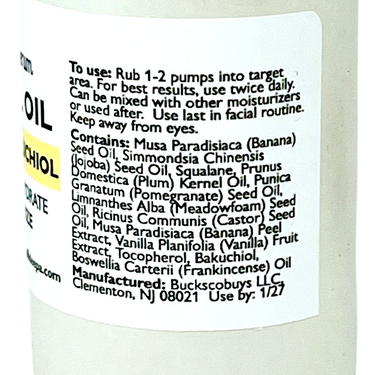 To use: Rub 1-2 pumps into target
area. For best results, use twice daily.
Can be mixed with other moisturizers
or used after. Use last in facial routine.
Keep away from eyes.
Contains: Musa Paradisiaca (Banana)
Seed Oil, Simmondsia Chinensis
(Jojoba) Seed Oil, Squalane, Prunus
Domestica (Plum) Kernel Oil, Punica
Granatum (Pomegranate) Seed Oil,
Limnanthes Alba (Meadowfoam) Seed
Oil, Ricinus Communis (Castor) Seed
Oil, Musa Paradisiaca (Banana) Peel
Extract, Vanilla Planifolia (Vanilla) Fruit
Extract, Tocopherol, Bakuchiol,
Boswellia Carterii (Frankincense) Oil
Manufactured: Buckscobuys LLC,
Clementon, NJ 08021 Use by: 1/27
OIL
CHIOL